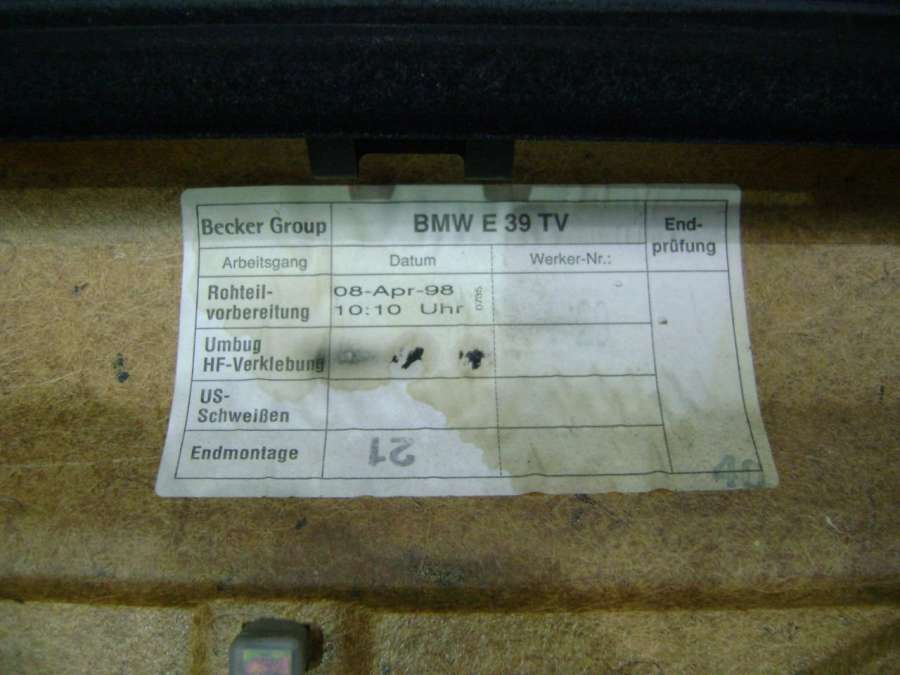 Becker Group BMW E 39 TV End-
prüfung
Arbeitsgang Datum Werker-Nr.:
Rohteil- 08-Apr-98
vorbereitung 10:10 Uhr 0785
Umbug
HF-Verklebung
US-
Schweißen
Endmontage 21